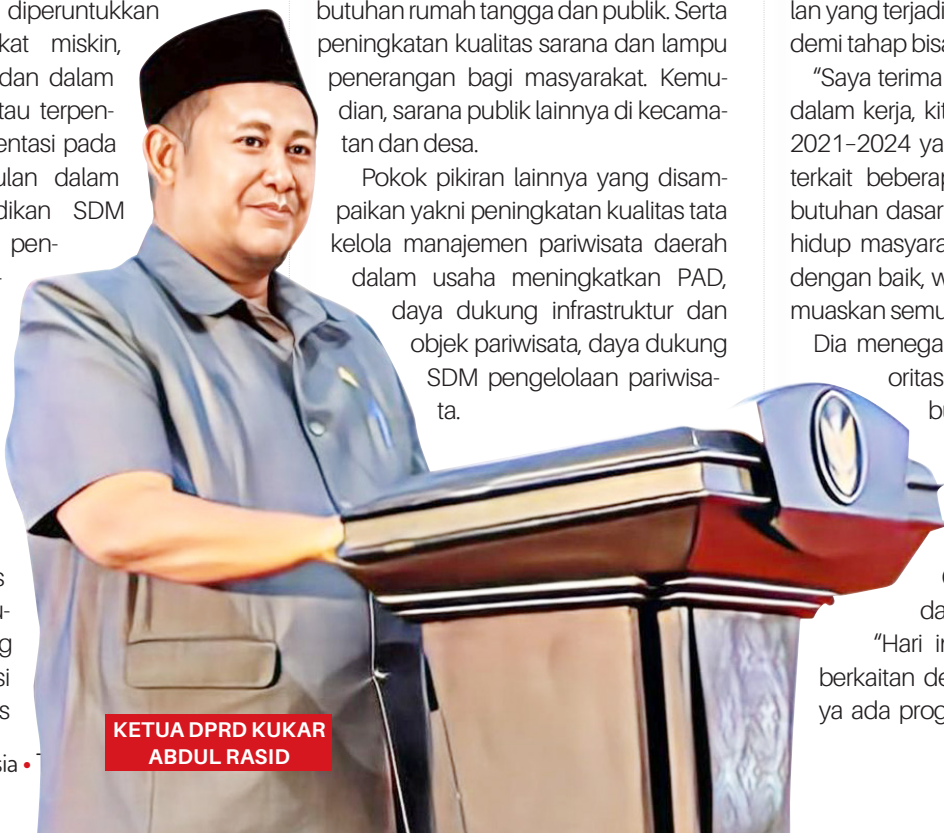 diperuntukkan
kat miskin,
dan dalam
tau terpen-
entasi pada
ulan dalam
dikan SDM
pen-
-
s
u-
g
si
s
sia •
butuhan rumah tangga dan publik. Serta
peningkatan kualitas sarana dan lampu
penerangan bagi masyarakat. Kemu-
dian, sarana publik lainnya di kecama-
tan dan desa.
Pokok pikiran lainnya yang disam-
paikan yakni peningkatan kualitas tata
kelola manajemen pariwisata daerah
dalam usaha meningkatkan PAD,
daya dukung infrastruktur dan
objek pariwisata, daya dukung
SDM pengelolaan pariwisa-
ta.
lan yang terjadi
demi tahap bisa
“Saya terima
dalam kerja, kit
2021–2024 ya
terkait beberap
butuhan dasar
hidup masyara
dengan baik, w
muaskan semu
Dia menega
oritas
bu
da
“Hari in
berkaitan de
ya ada prog
KETUA DPRD KUKAR
ABDUL RASID